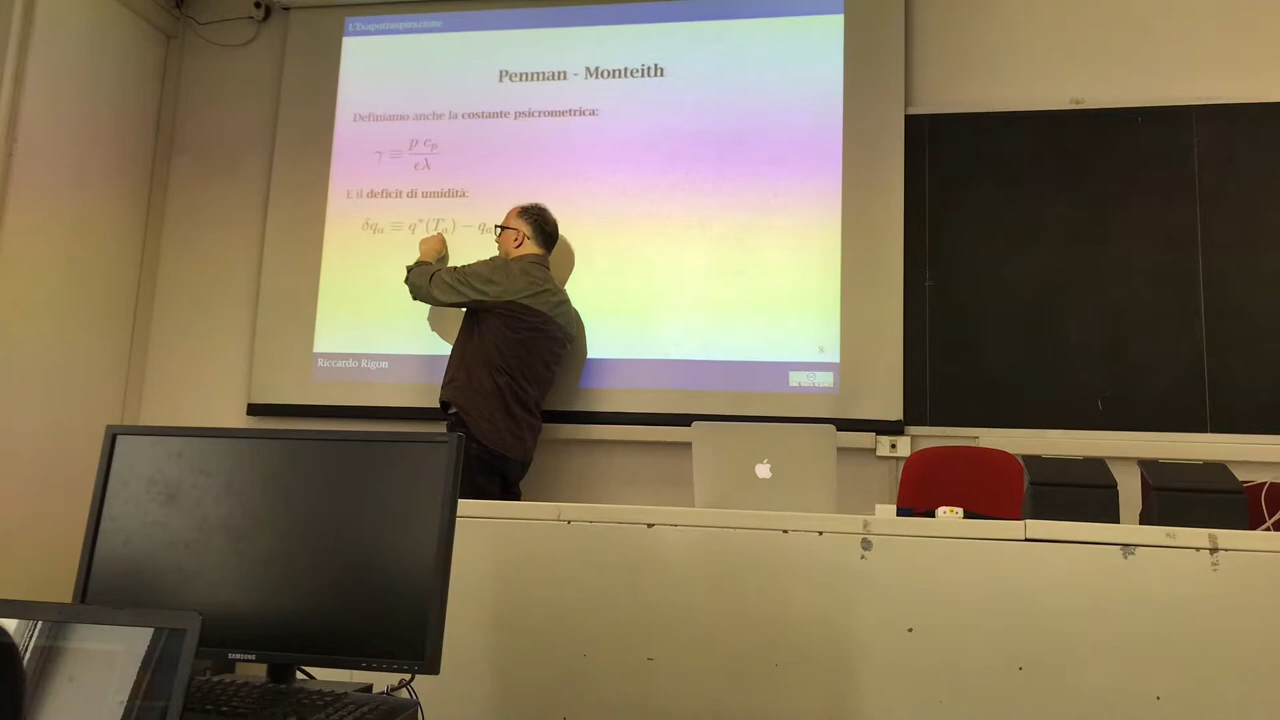 L'Evapotraspirazione
Penman - Monteith
Definiamo anche la costante psicrometrica:
γ ≡ p c_p / ϵλ
E il deficit di umidità:
δq_a ≡ q*(T_a) − q_a
8
Riccardo Rigon
SAMSUNG